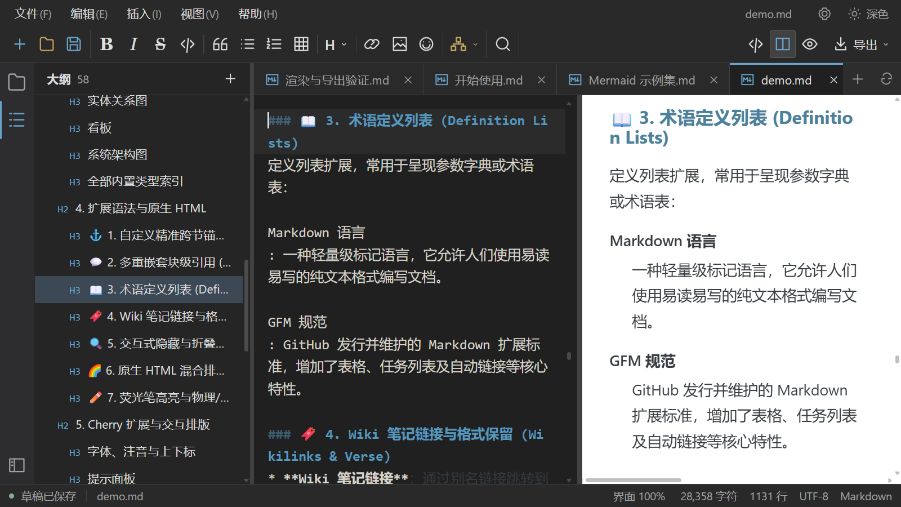 文件(F) 编辑(E) 插入(I) 视图(V) 帮助(H) demo.md 深色
B I S H 导出
大纲 58
渲染与导出验证.md 开始使用.md Mermaid 示例集.md demo.md
H3 实体关系图
H3 看板
H3 系统架构图
H3 全部内置类型索引
H2 4. 扩展语法与原生 HTML
H3 ⚓ 1. 自定义精准跨节锚...
H3 💬 2. 多重嵌套块级引用 (...
H3 📖 3. 术语定义列表 (Defi...
H3 🔖 4. Wiki 笔记链接与格...
H3 🔍 5. 交互式隐藏与折叠...
H3 🌈 6. 原生 HTML 混合排...
H3 🖍️ 7. 荧光笔高亮与物理/...
H2 5. Cherry 扩展与交互排版
H3 字体、注音与上下标
H3 提示面板
### 📖 3. 术语定义列表 (Definition Li
sts)
定义列表扩展，常用于呈现参数字典或术语
表：
Markdown 语言
: 一种轻量级标记语言，它允许人们使用易读
易写的纯文本格式编写文档。
GFM 规范
: GitHub 发行并维护的 Markdown 扩展标
准，增加了表格、任务列表及自动链接等核心
特性。
### 🔖 4. Wiki 笔记链接与格式保留 (Wi
kilinks & Verse)
* **Wiki 笔记链接**：通过别名链接跳转到
📖 3. 术语定义列表 (Definitio
n Lists)
定义列表扩展，常用于呈现参数字典
或术语表：
Markdown 语言
一种轻量级标记语言，它允许人们
使用易读易写的纯文本格式编写文
档。
GFM 规范
GitHub 发行并维护的 Markdown
扩展标准，增加了表格、任务列表
及自动链接等核心特性。
草稿已保存 demo.md 界面 100% 28,358 字符 1131 行 UTF-8 Markdown